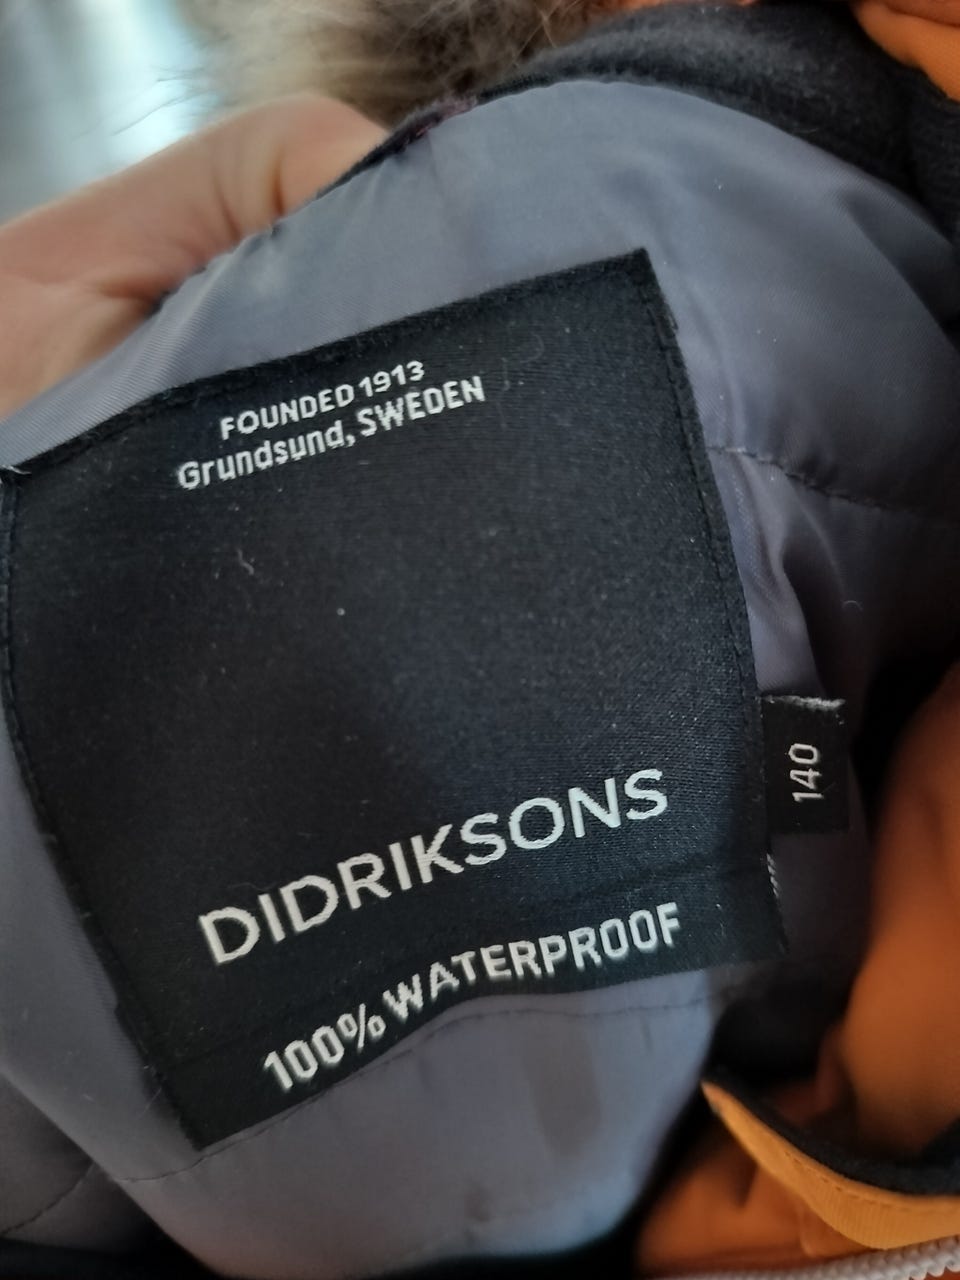 FOUNDED 1913
Grundsund, SWEDEN
DIDRIKSONS
100% WATERPROOF
140